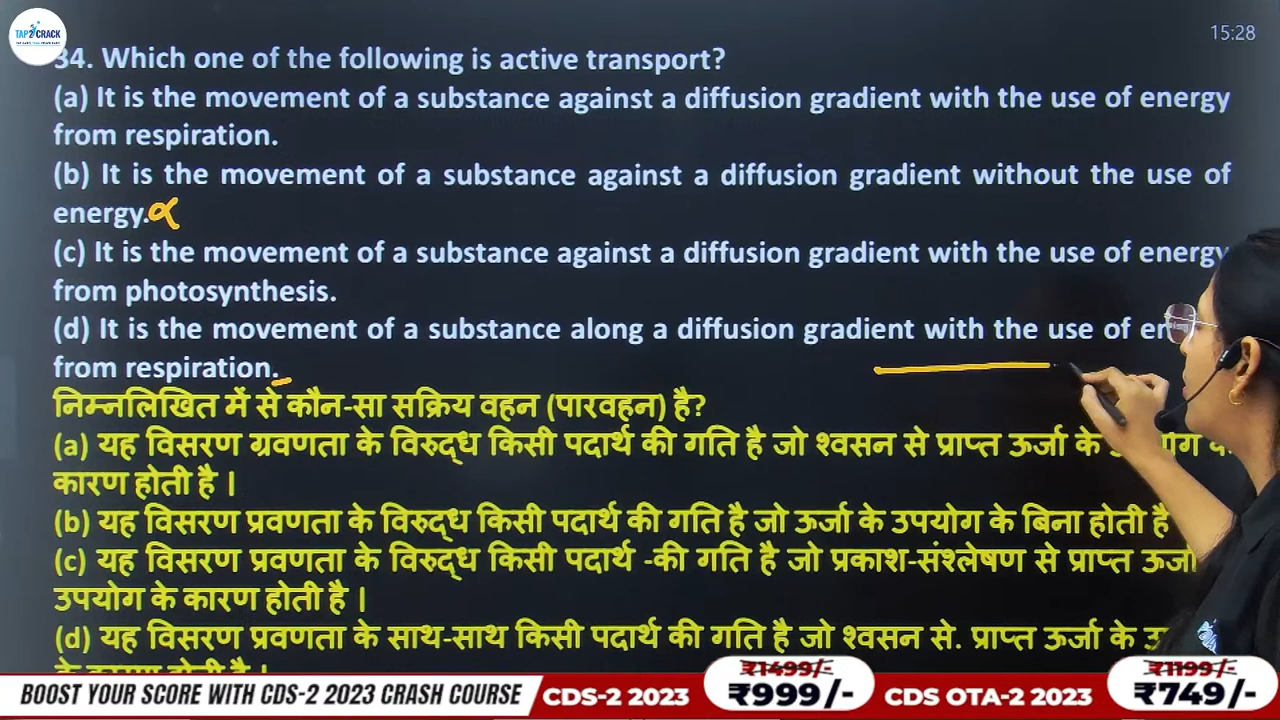 TAP2CRACK
15:28
34. Which one of the following is active transport?
(a) It is the movement of a substance against a diffusion gradient with the use of energy
from respiration.
(b) It is the movement of a substance against a diffusion gradient without the use of
energy.
(c) It is the movement of a substance against a diffusion gradient with the use of energy
from photosynthesis.
(d) It is the movement of a substance along a diffusion gradient with the use of
from respiration.
निम्नलिखित में से कौन-सा सक्रिय वहन (पारवहन) है?
(a) यह विसरण ग्रवणता के विरुद्ध किसी पदार्थ की गति है जो श्वसन से प्राप्त ऊर्जा के
कारण होती है ।
(b) यह विसरण प्रवणता के विरुद्ध किसी पदार्थ की गति है जो ऊर्जा के उपयोग के बिना होती है
(c) यह विसरण प्रवणता के विरुद्ध किसी पदार्थ -की गति है जो प्रकाश-संश्लेषण से प्राप्त
उपयोग के कारण होती है ।
(d) यह विसरण प्रवणता के साथ-साथ किसी पदार्थ की गति है जो श्वसन से. प्राप्त ऊर्जा के
के कारण होती है ।
BOOST YOUR SCORE WITH CDS-2 2023 CRASH COURSE CDS-2 2023 ₹1499/- ₹999/- CDS OTA-2 2023 ₹1199/- ₹749/-